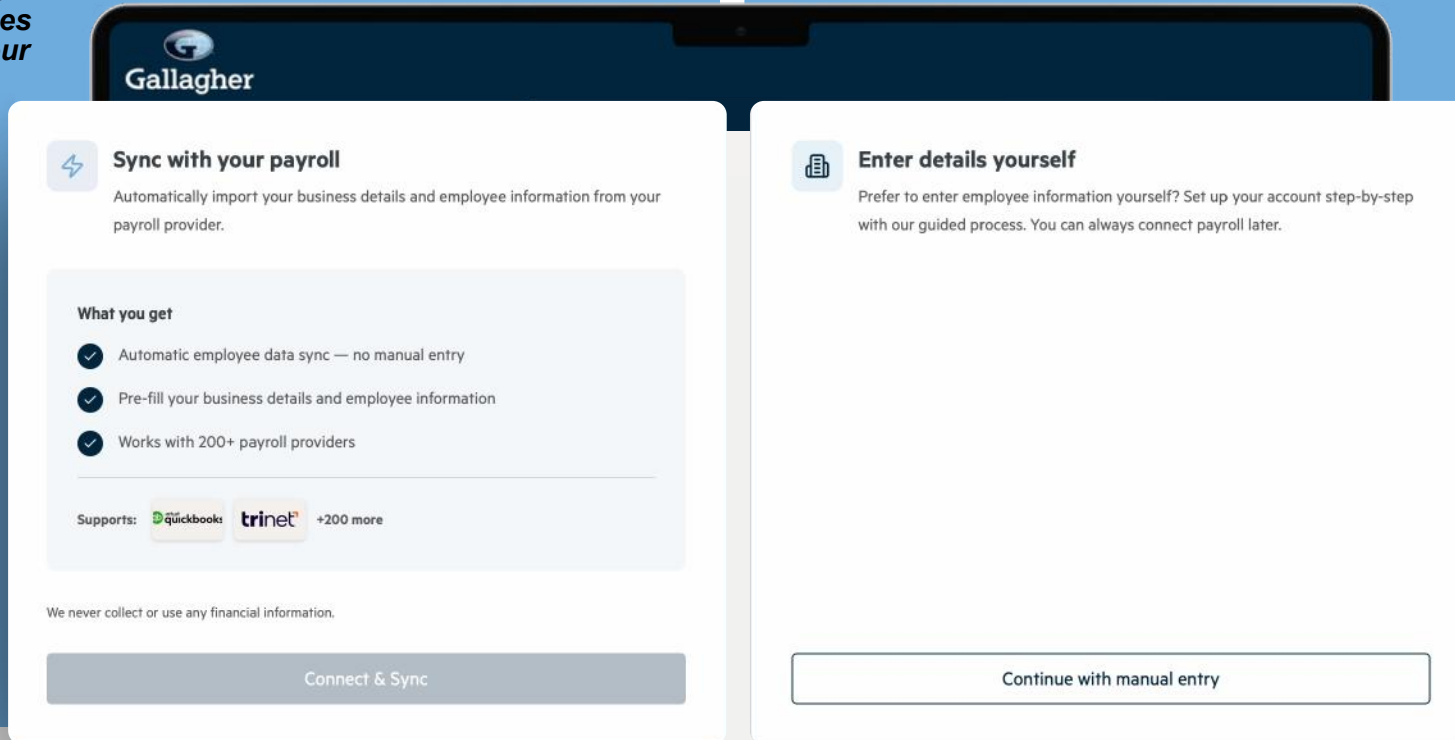 es
ur
Gallagher
Sync with your payroll
Automatically import your business details and employee information from your
payroll provider.
What you get
Automatic employee data sync — no manual entry
Pre-fill your business details and employee information
Works with 200+ payroll providers
Supports: quickbooks trinet +200 more
We never collect or use any financial information.
Connect & Sync
Enter details yourself
Prefer to enter employee information yourself? Set up your account step-by-step
with our guided process. You can always connect payroll later.
Continue with manual entry